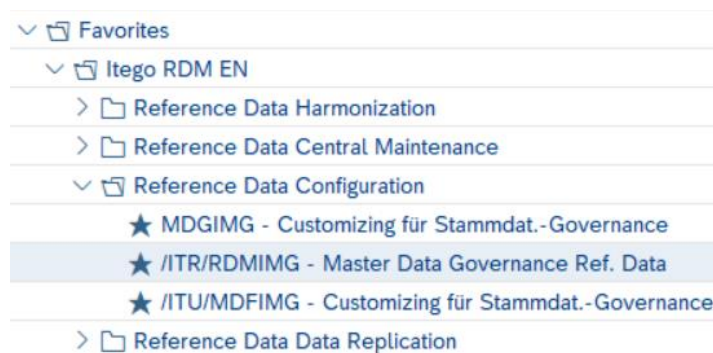 Favorites
Itego RDM EN
Reference Data Harmonization
Reference Data Central Maintenance
Reference Data Configuration
MDGIMG - Customizing für Stammdat.-Governance
/ITR/RDMIMG - Master Data Governance Ref. Data
/ITU/MDFIMG - Customizing für Stammdat.-Governance
Reference Data Data Replication